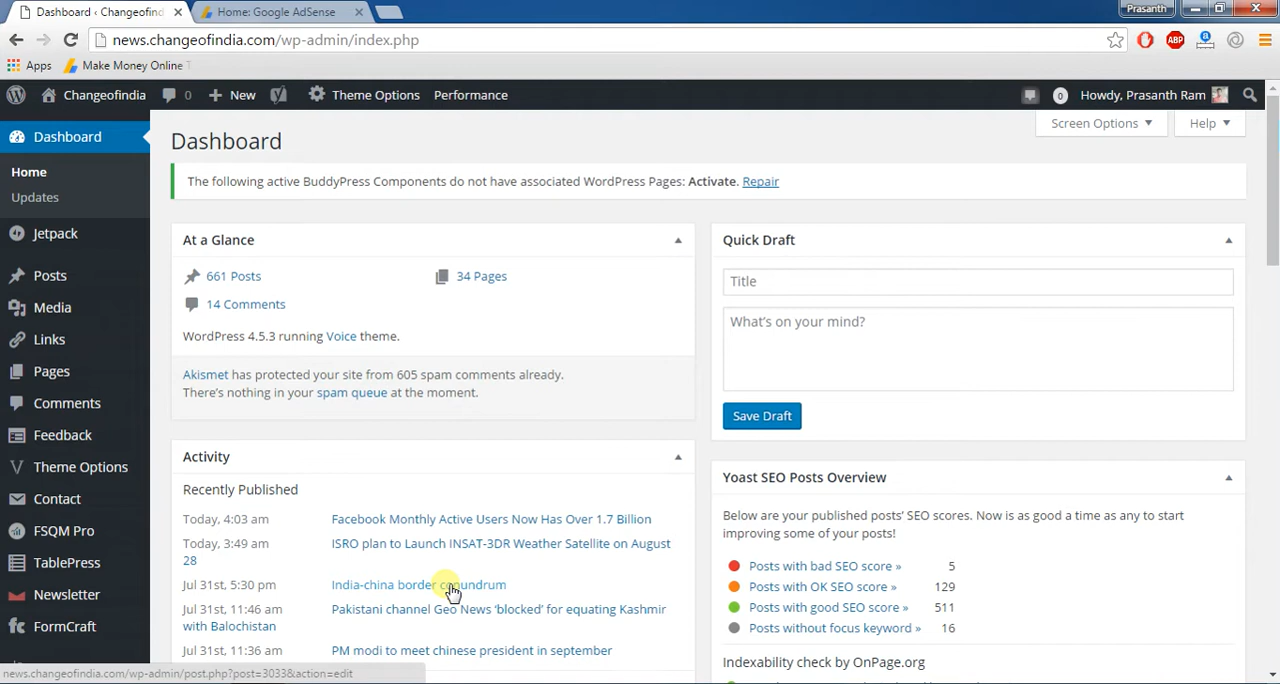 Dashboard ‹ Changeofind
Home: Google AdSense
Prasanth
news.changeofindia.com/wp-admin/index.php
ABP
a
Apps
Make Money Online T
Changeofindia
0
New
Theme Options
Performance
0
Howdy, Prasanth Ram
Dashboard
Home
Updates
Jetpack
Posts
Media
Links
Pages
Comments
Feedback
Theme Options
Contact
FSQM Pro
TablePress
Newsletter
FormCraft
Dashboard
Screen Options
Help
The following active BuddyPress Components do not have associated WordPress Pages: Activate. Repair
At a Glance
661 Posts
34 Pages
14 Comments
WordPress 4.5.3 running Voice theme.
Akismet has protected your site from 605 spam comments already.
There's nothing in your spam queue at the moment.
Activity
Recently Published
Today, 4:03 am Facebook Monthly Active Users Now Has Over 1.7 Billion
Today, 3:49 am ISRO plan to Launch INSAT-3DR Weather Satellite on August
28
Jul 31st, 5:30 pm India-china border conundrum
Jul 31st, 11:46 am Pakistani channel Geo News ‘blocked’ for equating Kashmir
with Balochistan
Jul 31st, 11:36 am PM modi to meet chinese president in september
Quick Draft
Title
What's on your mind?
Save Draft
Yoast SEO Posts Overview
Below are your published posts' SEO scores. Now is as good a time as any to start
improving some of your posts!
Posts with bad SEO score » 5
Posts with OK SEO score » 129
Posts with good SEO score » 511
Posts without focus keyword » 16
Indexability check by OnPage.org
news.changeofindia.com/wp-admin/post.php?post=3033&action=edit